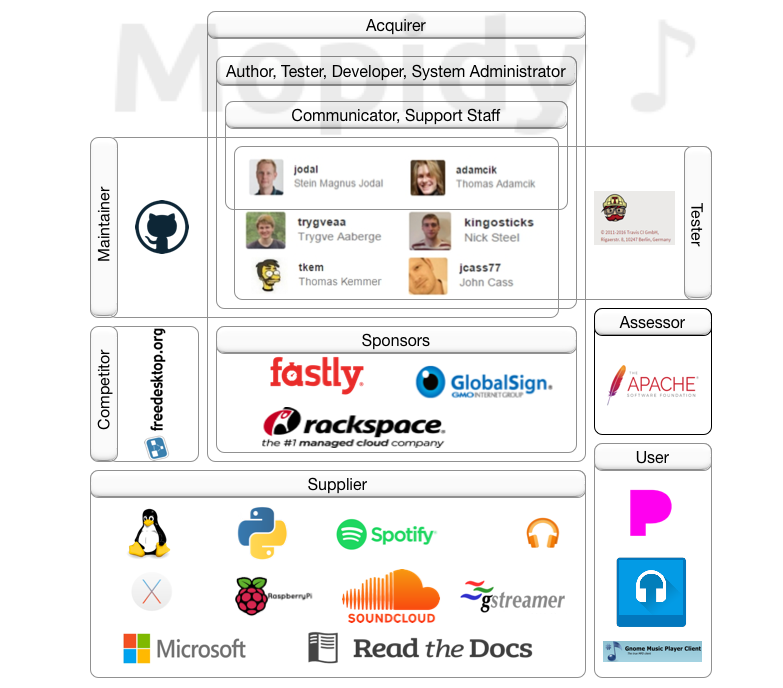 Mopidy
Acquirer
Author, Tester, Developer, System Administrator
Communicator, Support Staff
jodal
Stein Magnus Jodal
adamcik
Thomas Adamcik
Maintainer
trygveaa
Trygve Aaberge
kingosticks
Nick Steel
tkem
Thomas Kemmer
jcass77
John Cass
© 2011-2016 Travis CI GmbH,
Rigaerstr. 8, 10247 Berlin, Germany
Tester
Competitor
freedesktop.org
Sponsors
fastly
GlobalSign.
GMO INTERNET GROUP
rackspace.
the #1 managed cloud company
Assessor
THE
APACHE
SOFTWARE FOUNDATION
Supplier
Spotify
RaspberryPi
SOUNDCLOUD
gstreamer
Microsoft
Read the Docs
User
Gnome Music Player Client